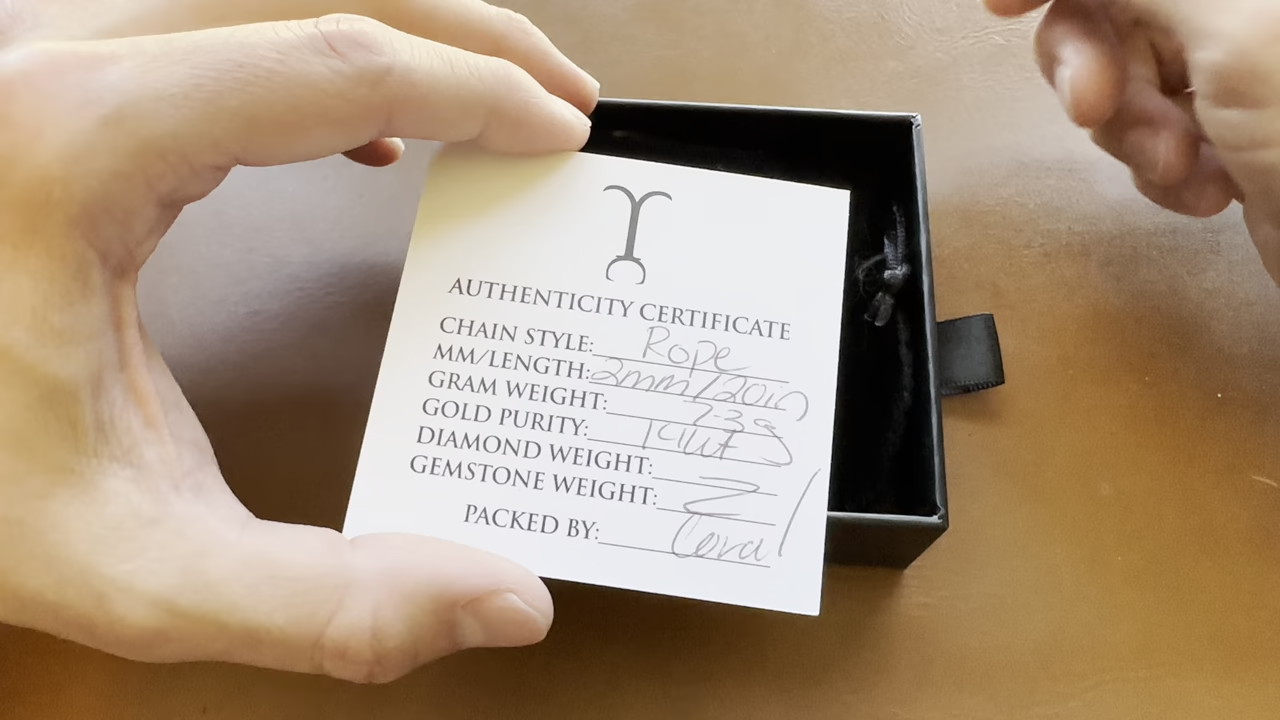 AUTHENTICITY CERTIFICATE
CHAIN STYLE: Rope
MM/LENGTH: 2mm/20in
GRAM WEIGHT: 7.3g
GOLD PURITY:
DIAMOND WEIGHT:
GEMSTONE WEIGHT:
PACKED BY: